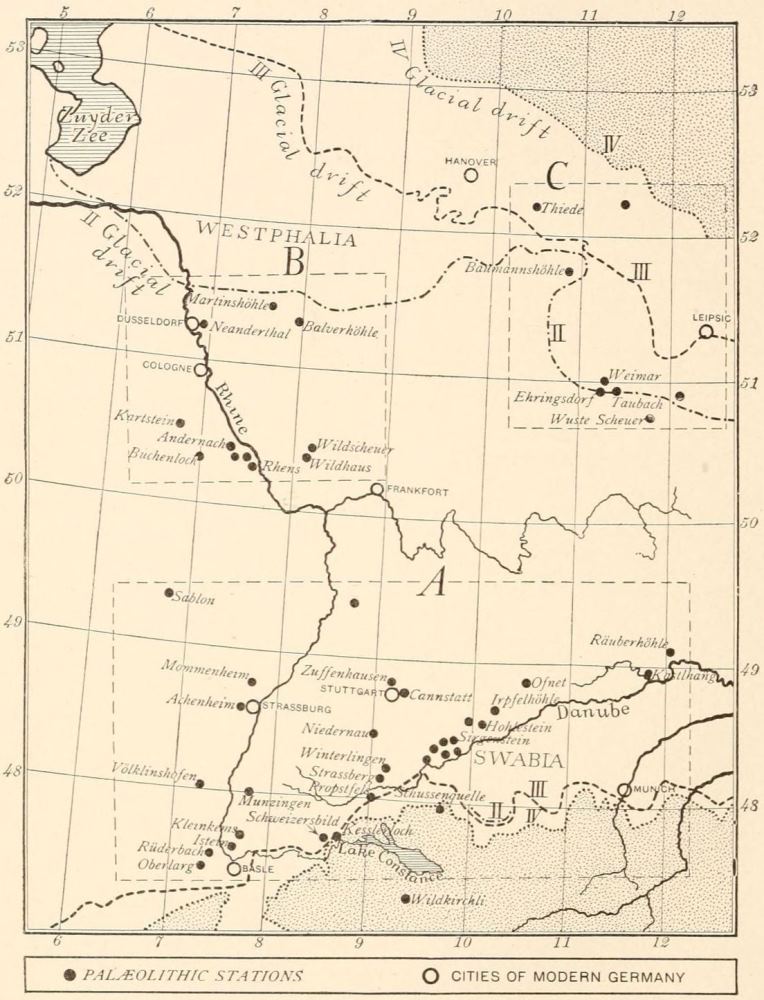 5 6 7 8 9 10 11 12
53
53
III Glacial drift
IV Glacial drift
Zuyder
Zee
IV
HANOVER
C
52
Thiede
II Glacial
drift
WESTPHALIA
52
B
Baumannshöhle
III
Martinshöhle
DUSSELDORF
Neanderthal
Balverhöhle
LEIPSIC
51
II
COLOGNE
Weimar
51
Rhine
Ehringsdorf
Taubach
Kartstein
Wuste Scheuer
Andernach
Wildscheuer
Buchenloch
Rhens
Wildhaus
50
FRANKFORT
50
A
Sablon
49
Räuberhöhle
49
Mommenheim
Zuffenhausen
Ofnet
Kastlhang
STUTTGART
Cannstatt
Irpfelhöhle
Achenheim
STRASSBURG
Danube
Hohlestein
Niedernau
Sirgenstein
SWABIA
Winterlingen
48
Völklinshofen
Strassberg
Propstfels
III
MUNICH
Munzingen
Schussenquelle
II
IV
48
Schweizersbild
Kleinkems
Kesslerloch
Istein
Rüderbach
Lake Constance
Oberlarg
BASLE
Wildkirchli
6 7 8 9 10 11 12
PALÆOLITHIC STATIONS
CITIES OF MODERN GERMANY